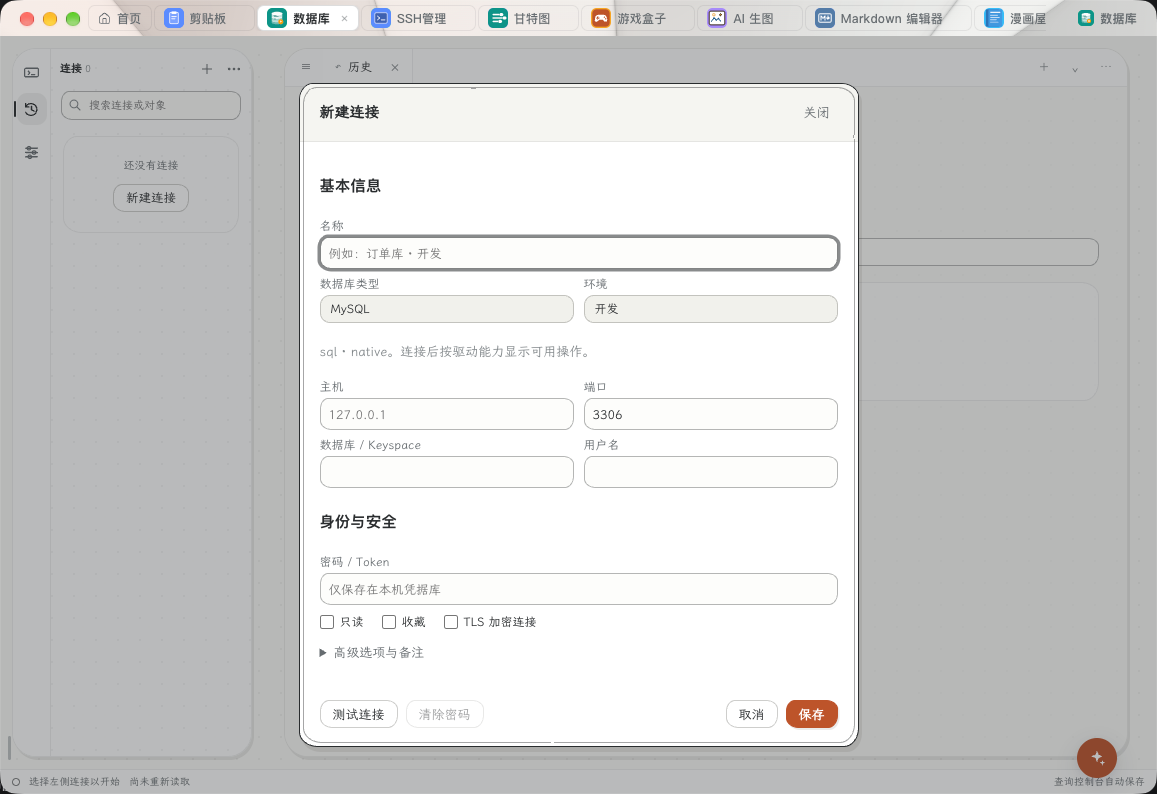 首页 剪贴板 数据库 × SSH管理 甘特图 游戏盒子 AI 生图 Markdown 编辑器 漫画屋 数据库
连接 0
历史
搜索连接或对象
还没有连接
新建连接
新建连接
关闭
基本信息
名称
例如：订单库·开发
数据库类型 环境
MySQL 开发
sql·native。连接后按驱动能力显示可用操作。
主机 端口
127.0.0.1 3306
数据库 / Keyspace 用户名
身份与安全
密码 / Token
仅保存在本机凭据库
只读 收藏 TLS 加密连接
高级选项与备注
测试连接 清除密码 取消 保存
选择左侧连接以开始 尚未重新读取 查询控制台自动保存